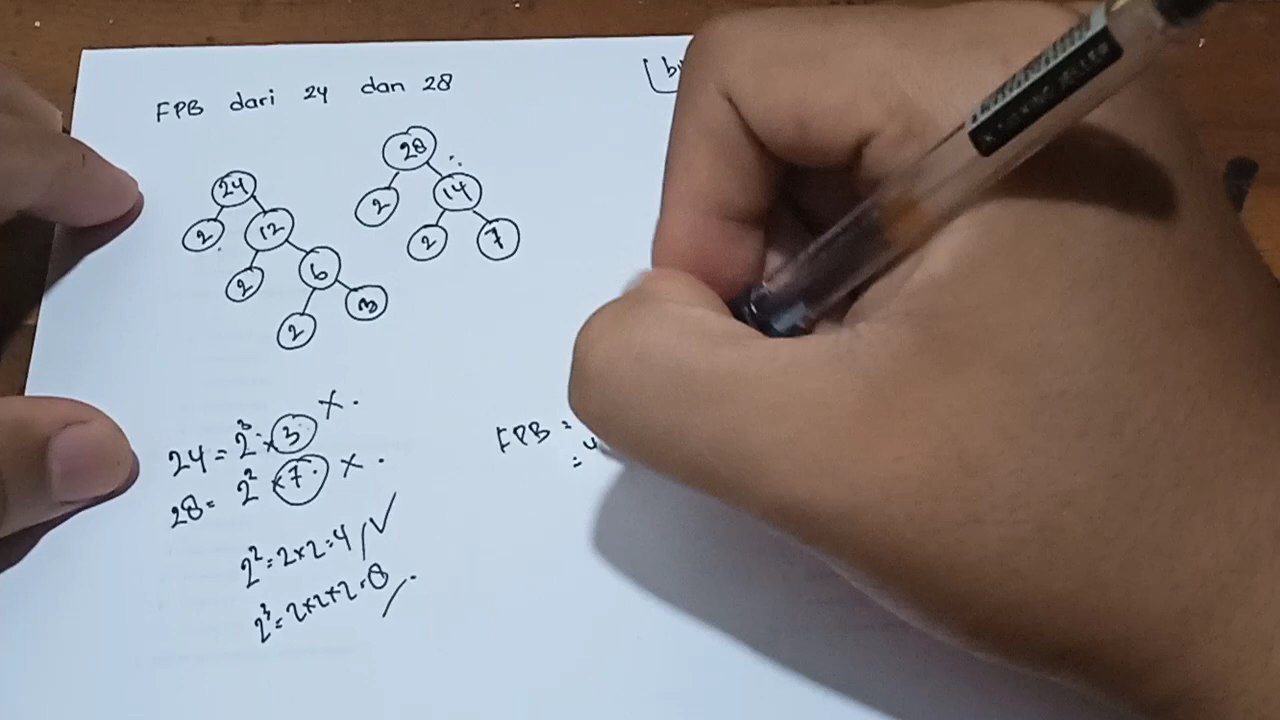 FPB dari 24 dan 28
28
24
2
14
2
12
2
7
2
6
2
3
24 = 2³ × 3 ×
28 = 2² × 7 ×
2² = 2×2 = 4 ✓
2³ = 2×2×2 = 8
FPB =
= 4